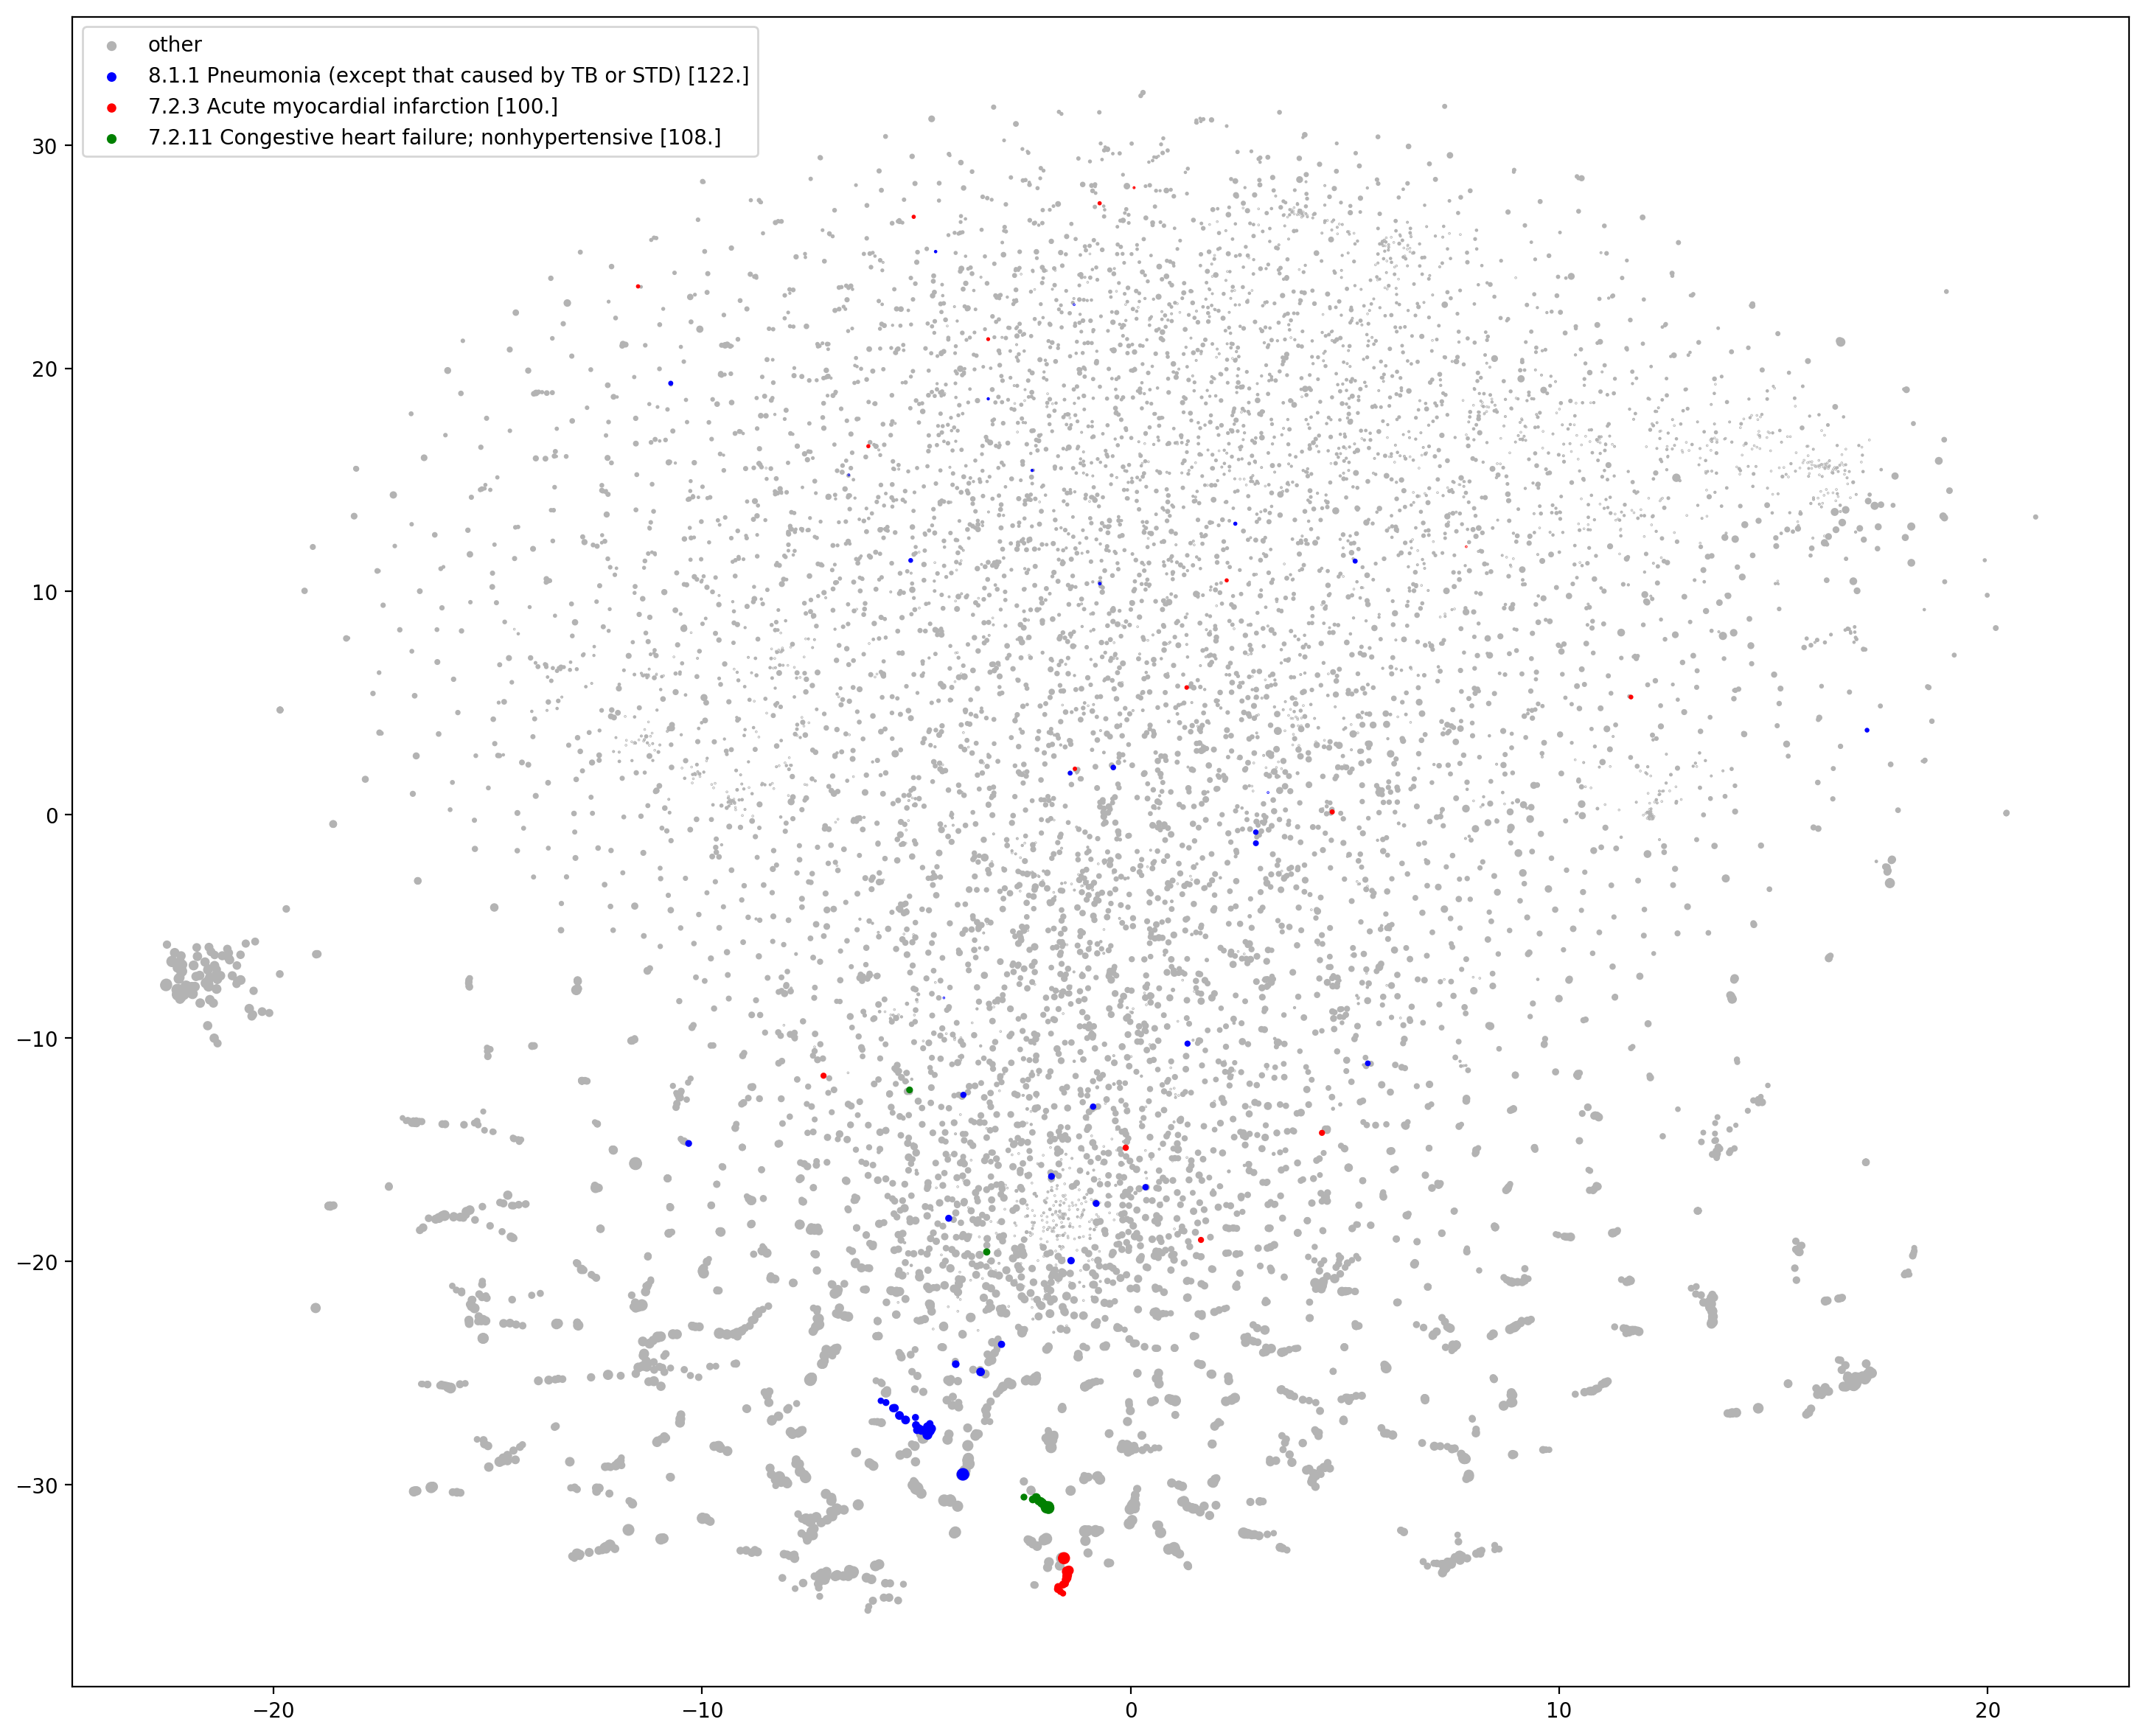 other
8.1.1 Pneumonia (except that caused by TB or STD) [122.]
7.2.3 Acute myocardial infarction [100.]
7.2.11 Congestive heart failure; nonhypertensive [108.]
30
20
10
0
−10
−20
−30
−20 −10 0 10 20